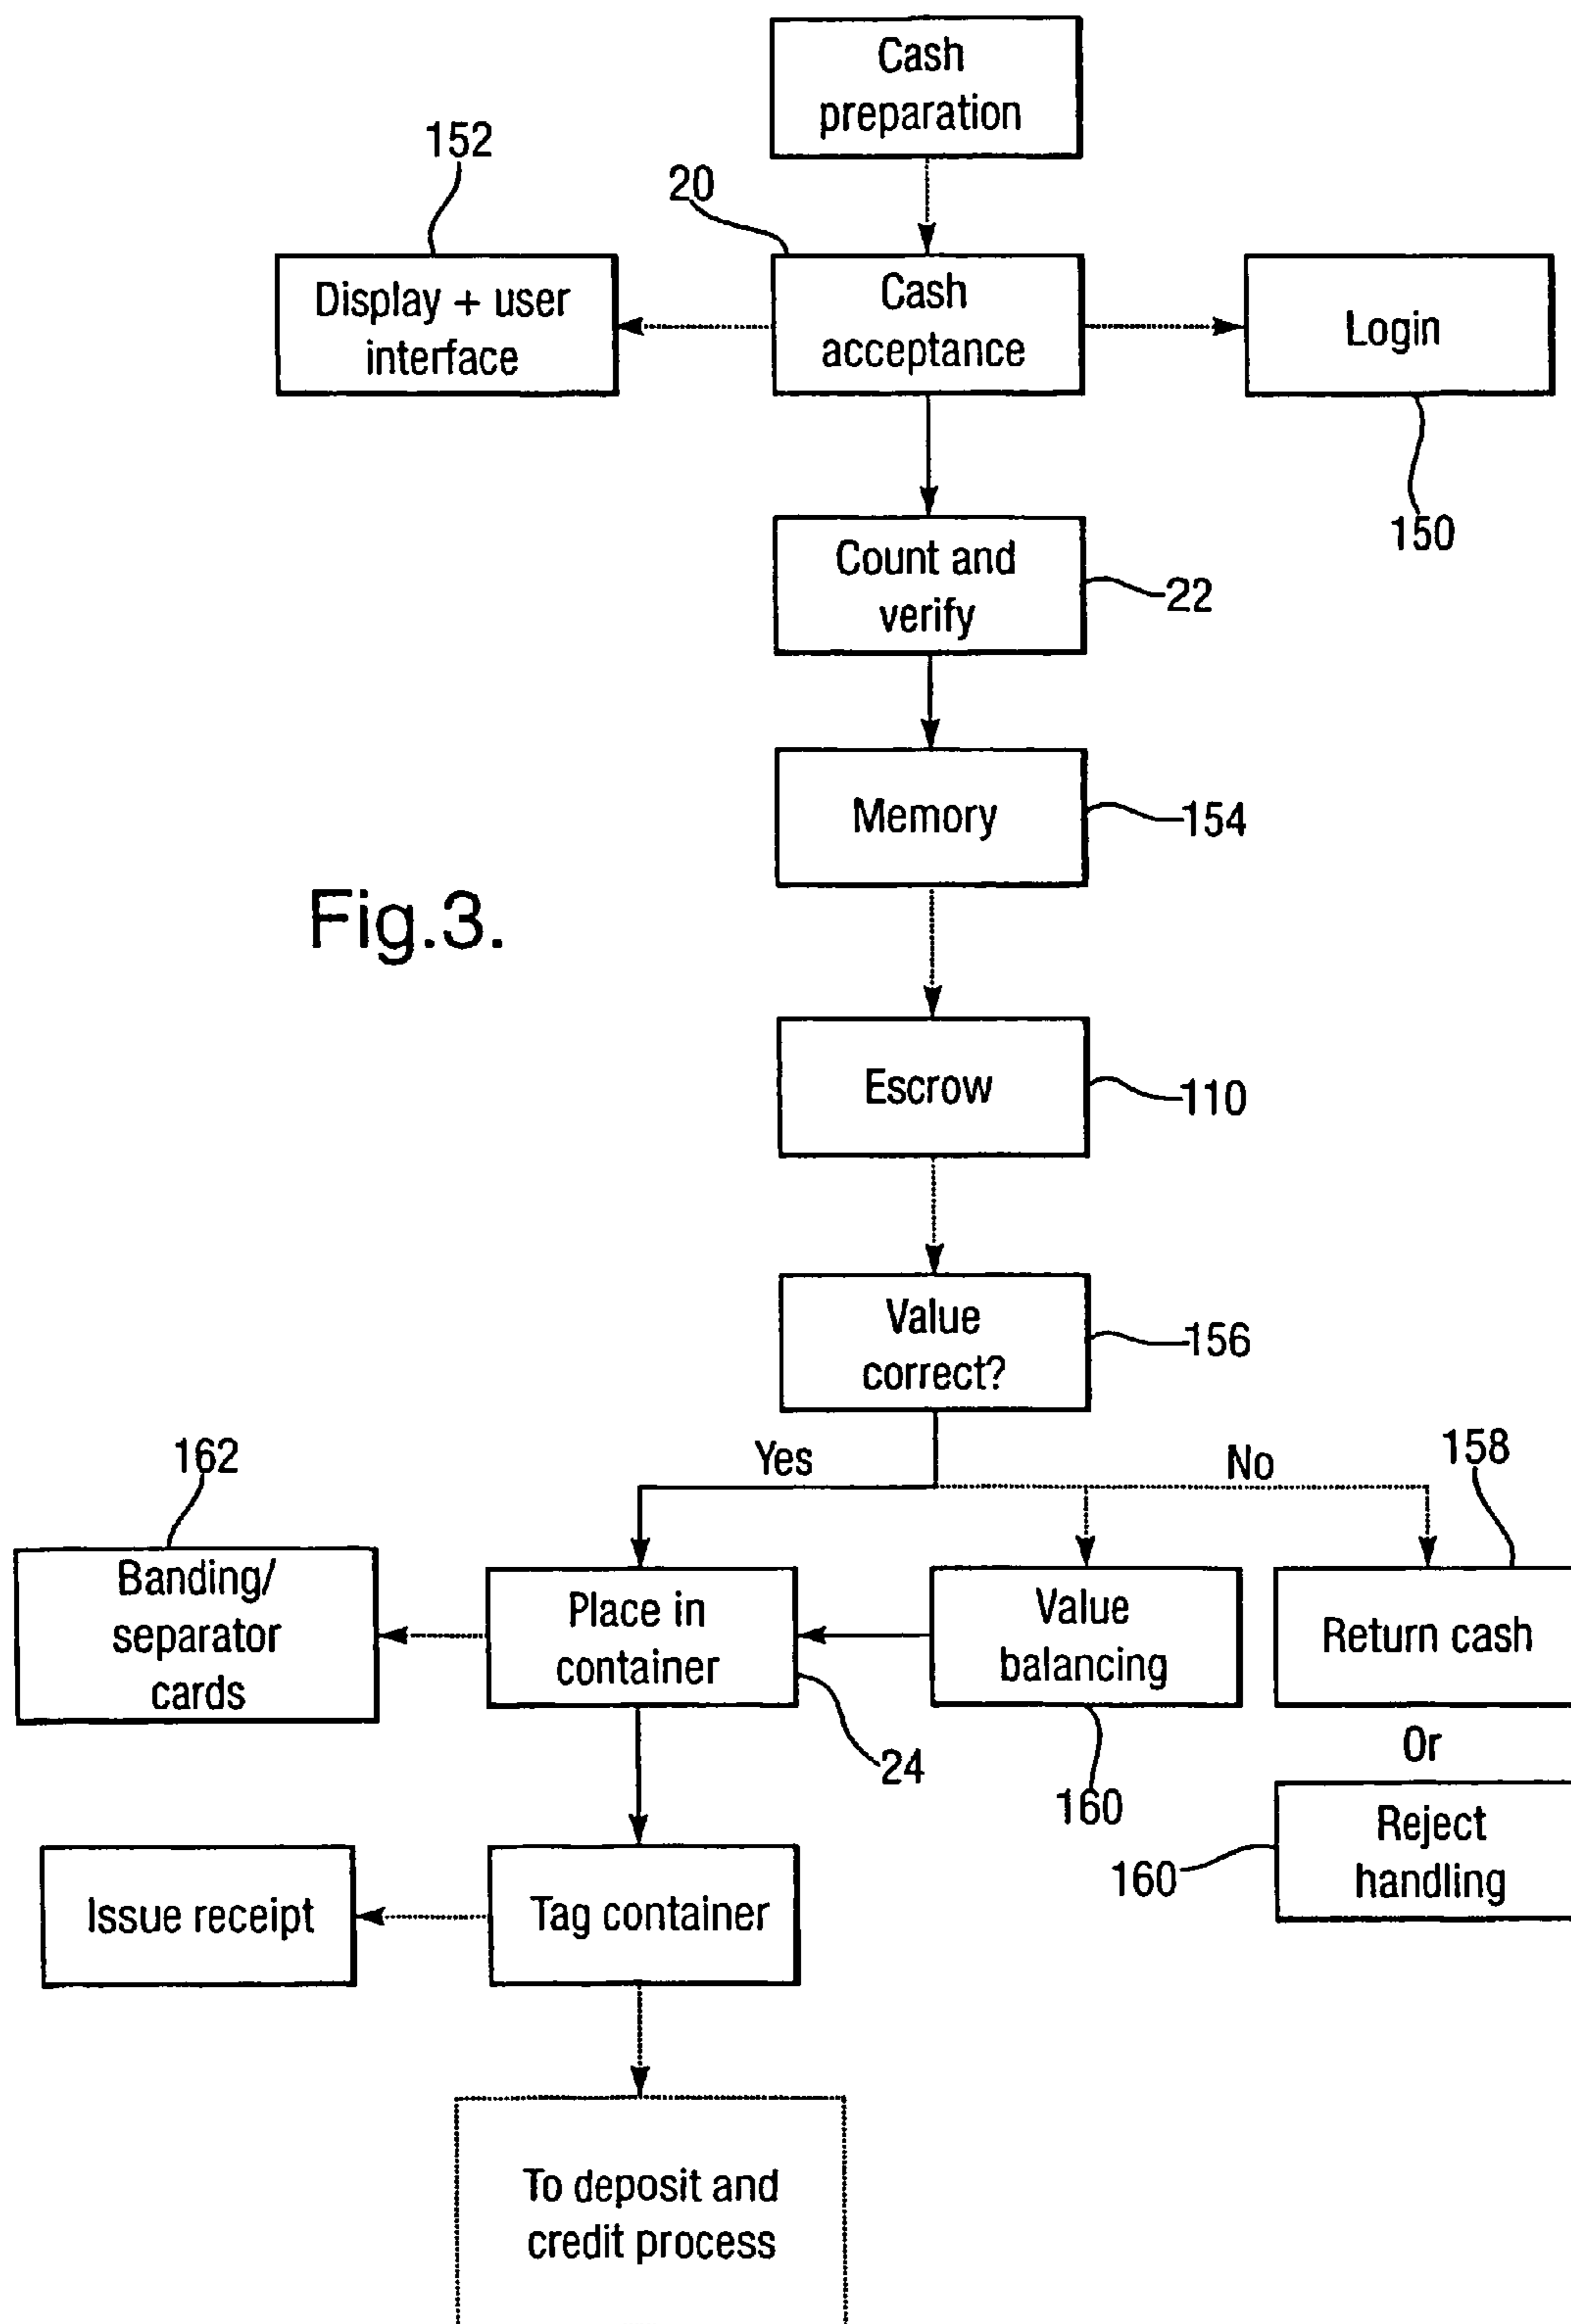 Cash
preparation
152
20
Display + user
interface
Cash
acceptance
Login
150
Count and
verify
22
Memory
154
Fig.3.
Escrow
110
Value
correct?
156
Yes
No
158
162
Banding/
separator
cards
Place in
container
Value
balancing
Return cash
24
160
Or
Reject
handling
160
Issue receipt
Tag container
To deposit and
credit process